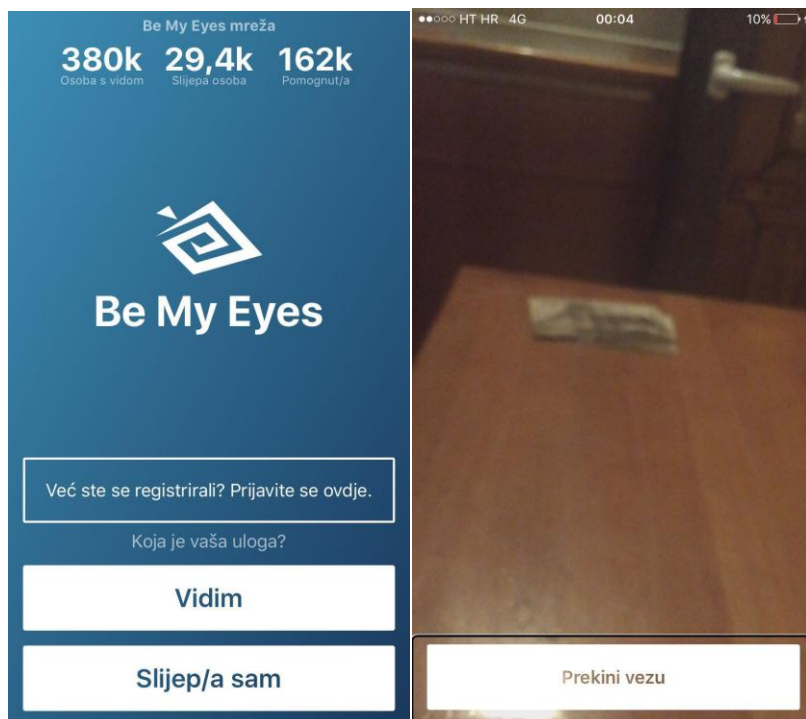 Be My Eyes mreža
380k 29,4k 162k
Osoba s vidom Slijepa osoba Pomognut/a
Be My Eyes
Već ste se registrirali? Prijavite se ovdje.
Koja je vaša uloga?
Vidim
Slijep/a sam
HT HR 4G 00:04 10%
Prekini vezu